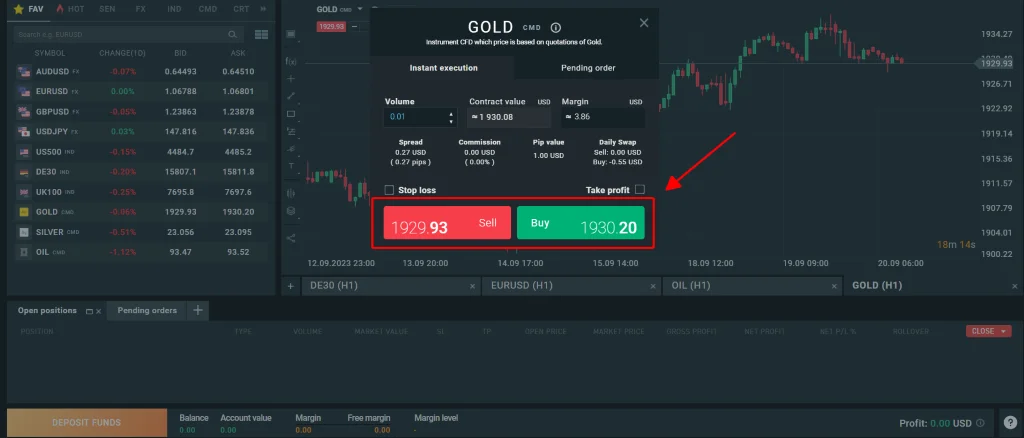 FAV HOT SEN FX IND CMD CRT »
Search e.g. EURUSD
SYMBOL CHANGE(1D) BID ASK
AUDUSD FX -0.07% 0.64493 0.64510
EURUSD FX 0.00% 1.06788 1.06801
GBPUSD FX -0.05% 1.23863 1.23878
USDJPY FX 0.03% 147.816 147.836
US500 IND -0.15% 4484.7 4485.2
DE30 IND -0.20% 15807.1 15811.8
UK100 IND -0.25% 7695.8 7697.6
GOLD CMD -0.06% 1929.93 1930.20
SILVER CMD -0.51% 23.056 23.095
OIL CMD -1.12% 93.47 93.52
GOLD CMD
1929.93
f(x)
T
GOLD CMD
Instrument CFD which price is based on quotations of Gold.
Instant execution Pending order
Volume Contract value USD Margin USD
0.01 ≈ 1 930.08 ≈ 3.86
Spread Commission Pip value Daily Swap
0.27 USD 0.00 USD 1.00 USD Sell: 0.00 USD
( 0.27 pips ) ( 0.00% ) Buy: -0.55 USD
Stop loss Take profit
1929.93 Sell Buy 1930.20
1934.27
1929.93
1926.71
1922.92
1919.14
1915.36
1911.57
1907.79
1904.01
1900.22
18m 14s
12.09.2023 23:00 13.09 20:00 14.09 17:00 15.09 14:00 18.09 12:00 19.09 09:00 20.09 06:00
+ DE30 (H1) × EURUSD (H1) × OIL (H1) × GOLD (H1) ×
Open positions × Pending orders +
POSITION TYPE VOLUME MARKET VALUE SL TP OPEN PRICE MARKET PRICE GROSS PROFIT NET PROFIT NET P/L % ROLLOVER CLOSE
DEPOSIT FUNDS
Balance Account value Margin Free margin Margin level
0.00 0.00 0.00 0.00 -
Profit: 0.00 USD
?